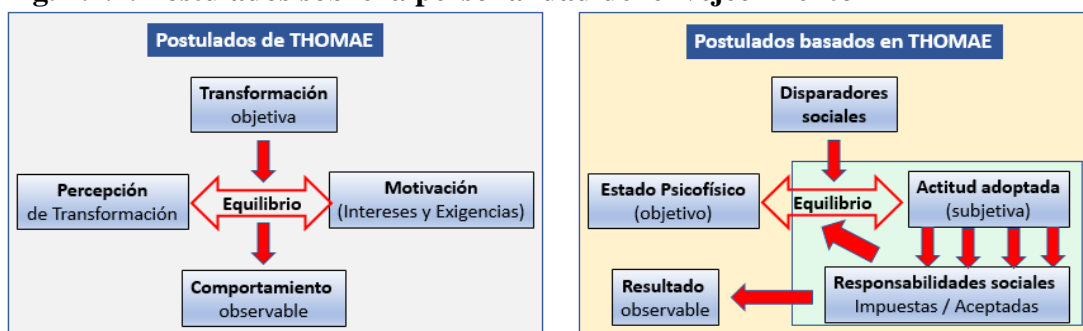 Postulados de THOMAE
Transformación
objetiva
Percepción
de Transformación
Equilibrio
Motivación
(Intereses y Exigencias)
Comportamiento
observable
Postulados basados en THOMAE
Disparadores
sociales
Estado Psicofísico
(objetivo)
Equilibrio
Actitud adoptada
(subjetiva)
Resultado
observable
Responsabilidades sociales
Impuestas / Aceptadas